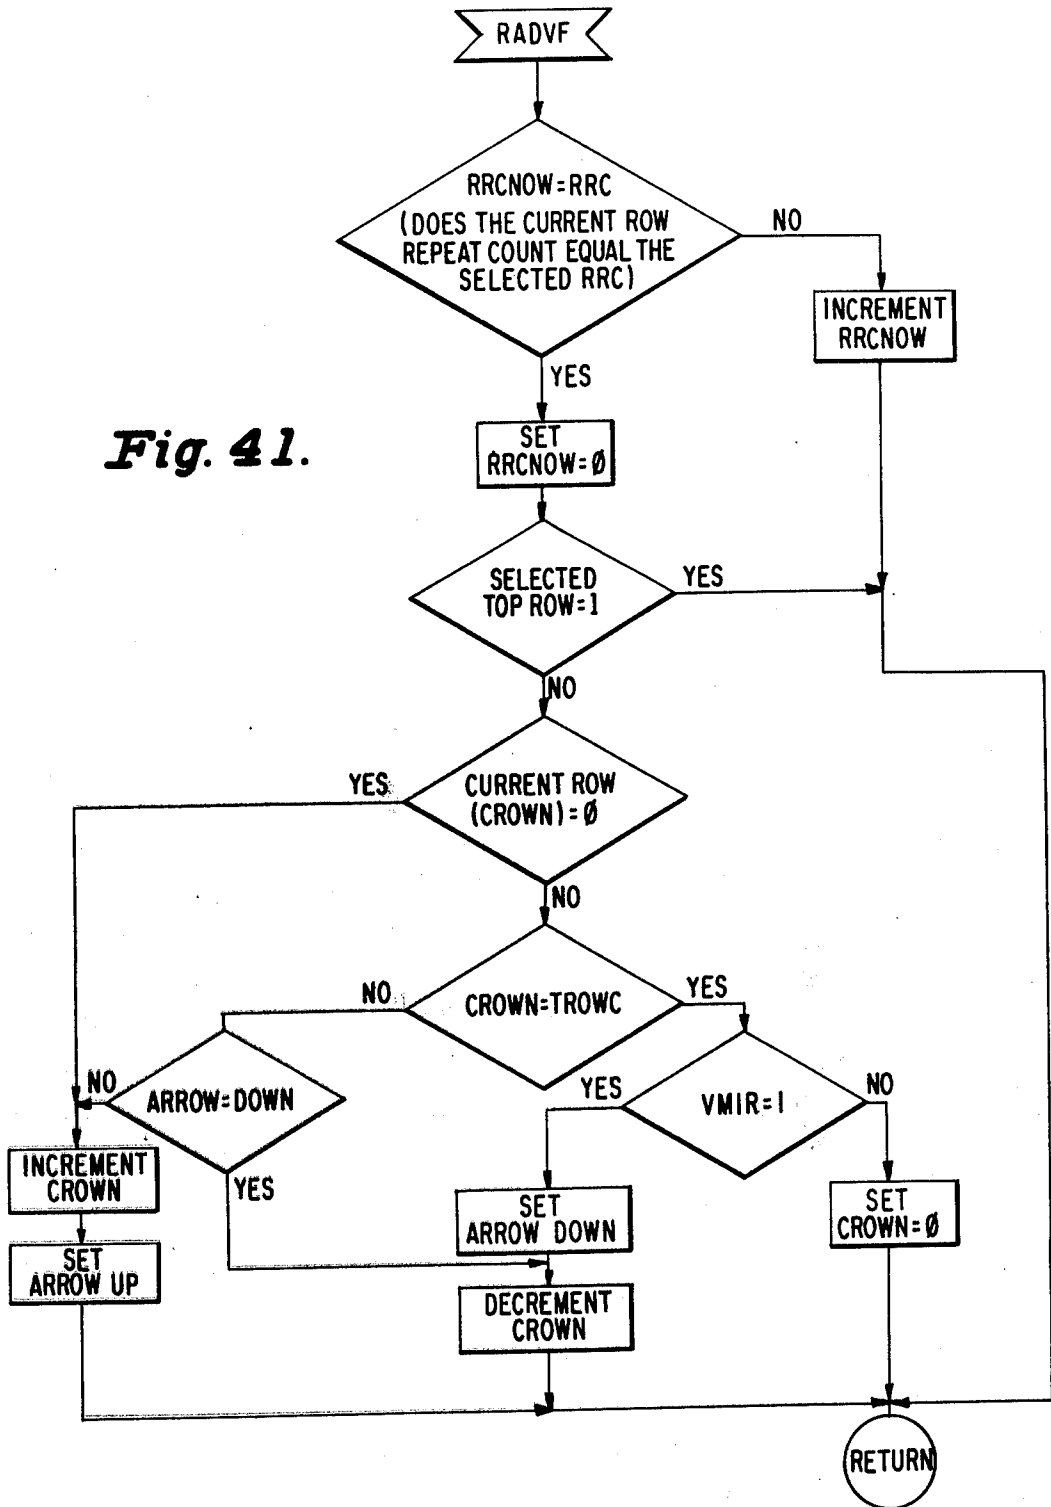 RADVF
RRCNOW=RRC
(DOES THE CURRENT ROW
REPEAT COUNT EQUAL THE
SELECTED RRC)
NO
INCREMENT
RRCNOW
YES
Fig. 41.
SET
RRCNOW=Ø
SELECTED
TOP ROW=1
YES
NO
CURRENT ROW
(CROWN)=Ø
YES
NO
CROWN=TROWC
NO
YES
ARROW=DOWN
NO
YES
VMIR=1
YES
NO
INCREMENT
CROWN
SET
ARROW DOWN
SET
CROWN=Ø
SET
ARROW UP
DECREMENT
CROWN
RETURN